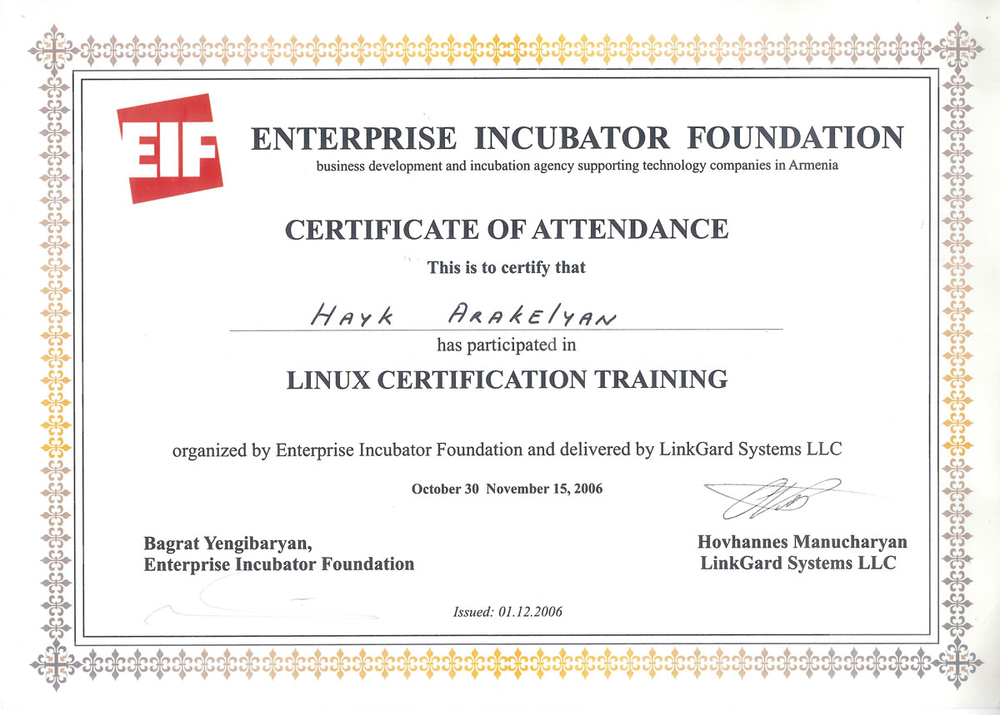 EIF
ENTERPRISE INCUBATOR FOUNDATION
business development and incubation agency supporting technology companies in Armenia
CERTIFICATE OF ATTENDANCE
This is to certify that
HAYK ARAKELYAN
has participated in
LINUX CERTIFICATION TRAINING
organized by Enterprise Incubator Foundation and delivered by LinkGard Systems LLC
October 30 November 15, 2006
Bagrat Yengibaryan,
Enterprise Incubator Foundation
Hovhannes Manucharyan
LinkGard Systems LLC
Issued: 01.12.2006